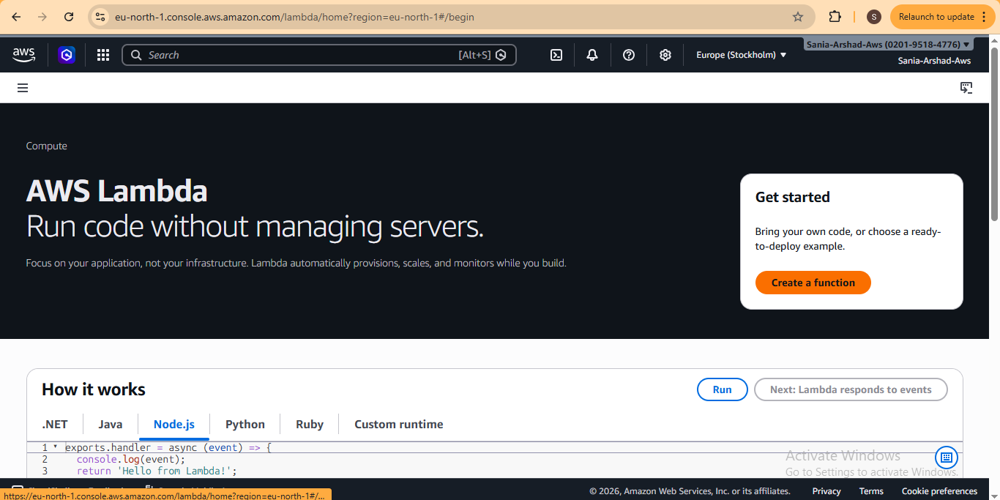 eu-north-1.console.aws.amazon.com/lambda/home?region=eu-north-1#/begin
S
Relaunch to update
aws
Search
[Alt+S]
Europe (Stockholm)
Sania-Arshad-Aws (0201-9518-4776)
Sania-Arshad-Aws
Compute
AWS Lambda
Run code without managing servers.
Focus on your application, not your infrastructure. Lambda automatically provisions, scales, and monitors while you build.
Get started
Bring your own code, or choose a ready-
to-deploy example.
Create a function
How it works
Run
Next: Lambda responds to events
.NET
Java
Node.js
Python
Ruby
Custom runtime
1 exports.handler = async (event) => {
2 console.log(event);
3 return 'Hello from Lambda!';
Activate Windows
Go to Settings to activate Windows.
© 2026, Amazon Web Services, Inc. or its affiliates.
Privacy
Terms
Cookie preferences
https://eu-north-1.console.aws.amazon.com/lambda/home?region=eu-north-1#/...